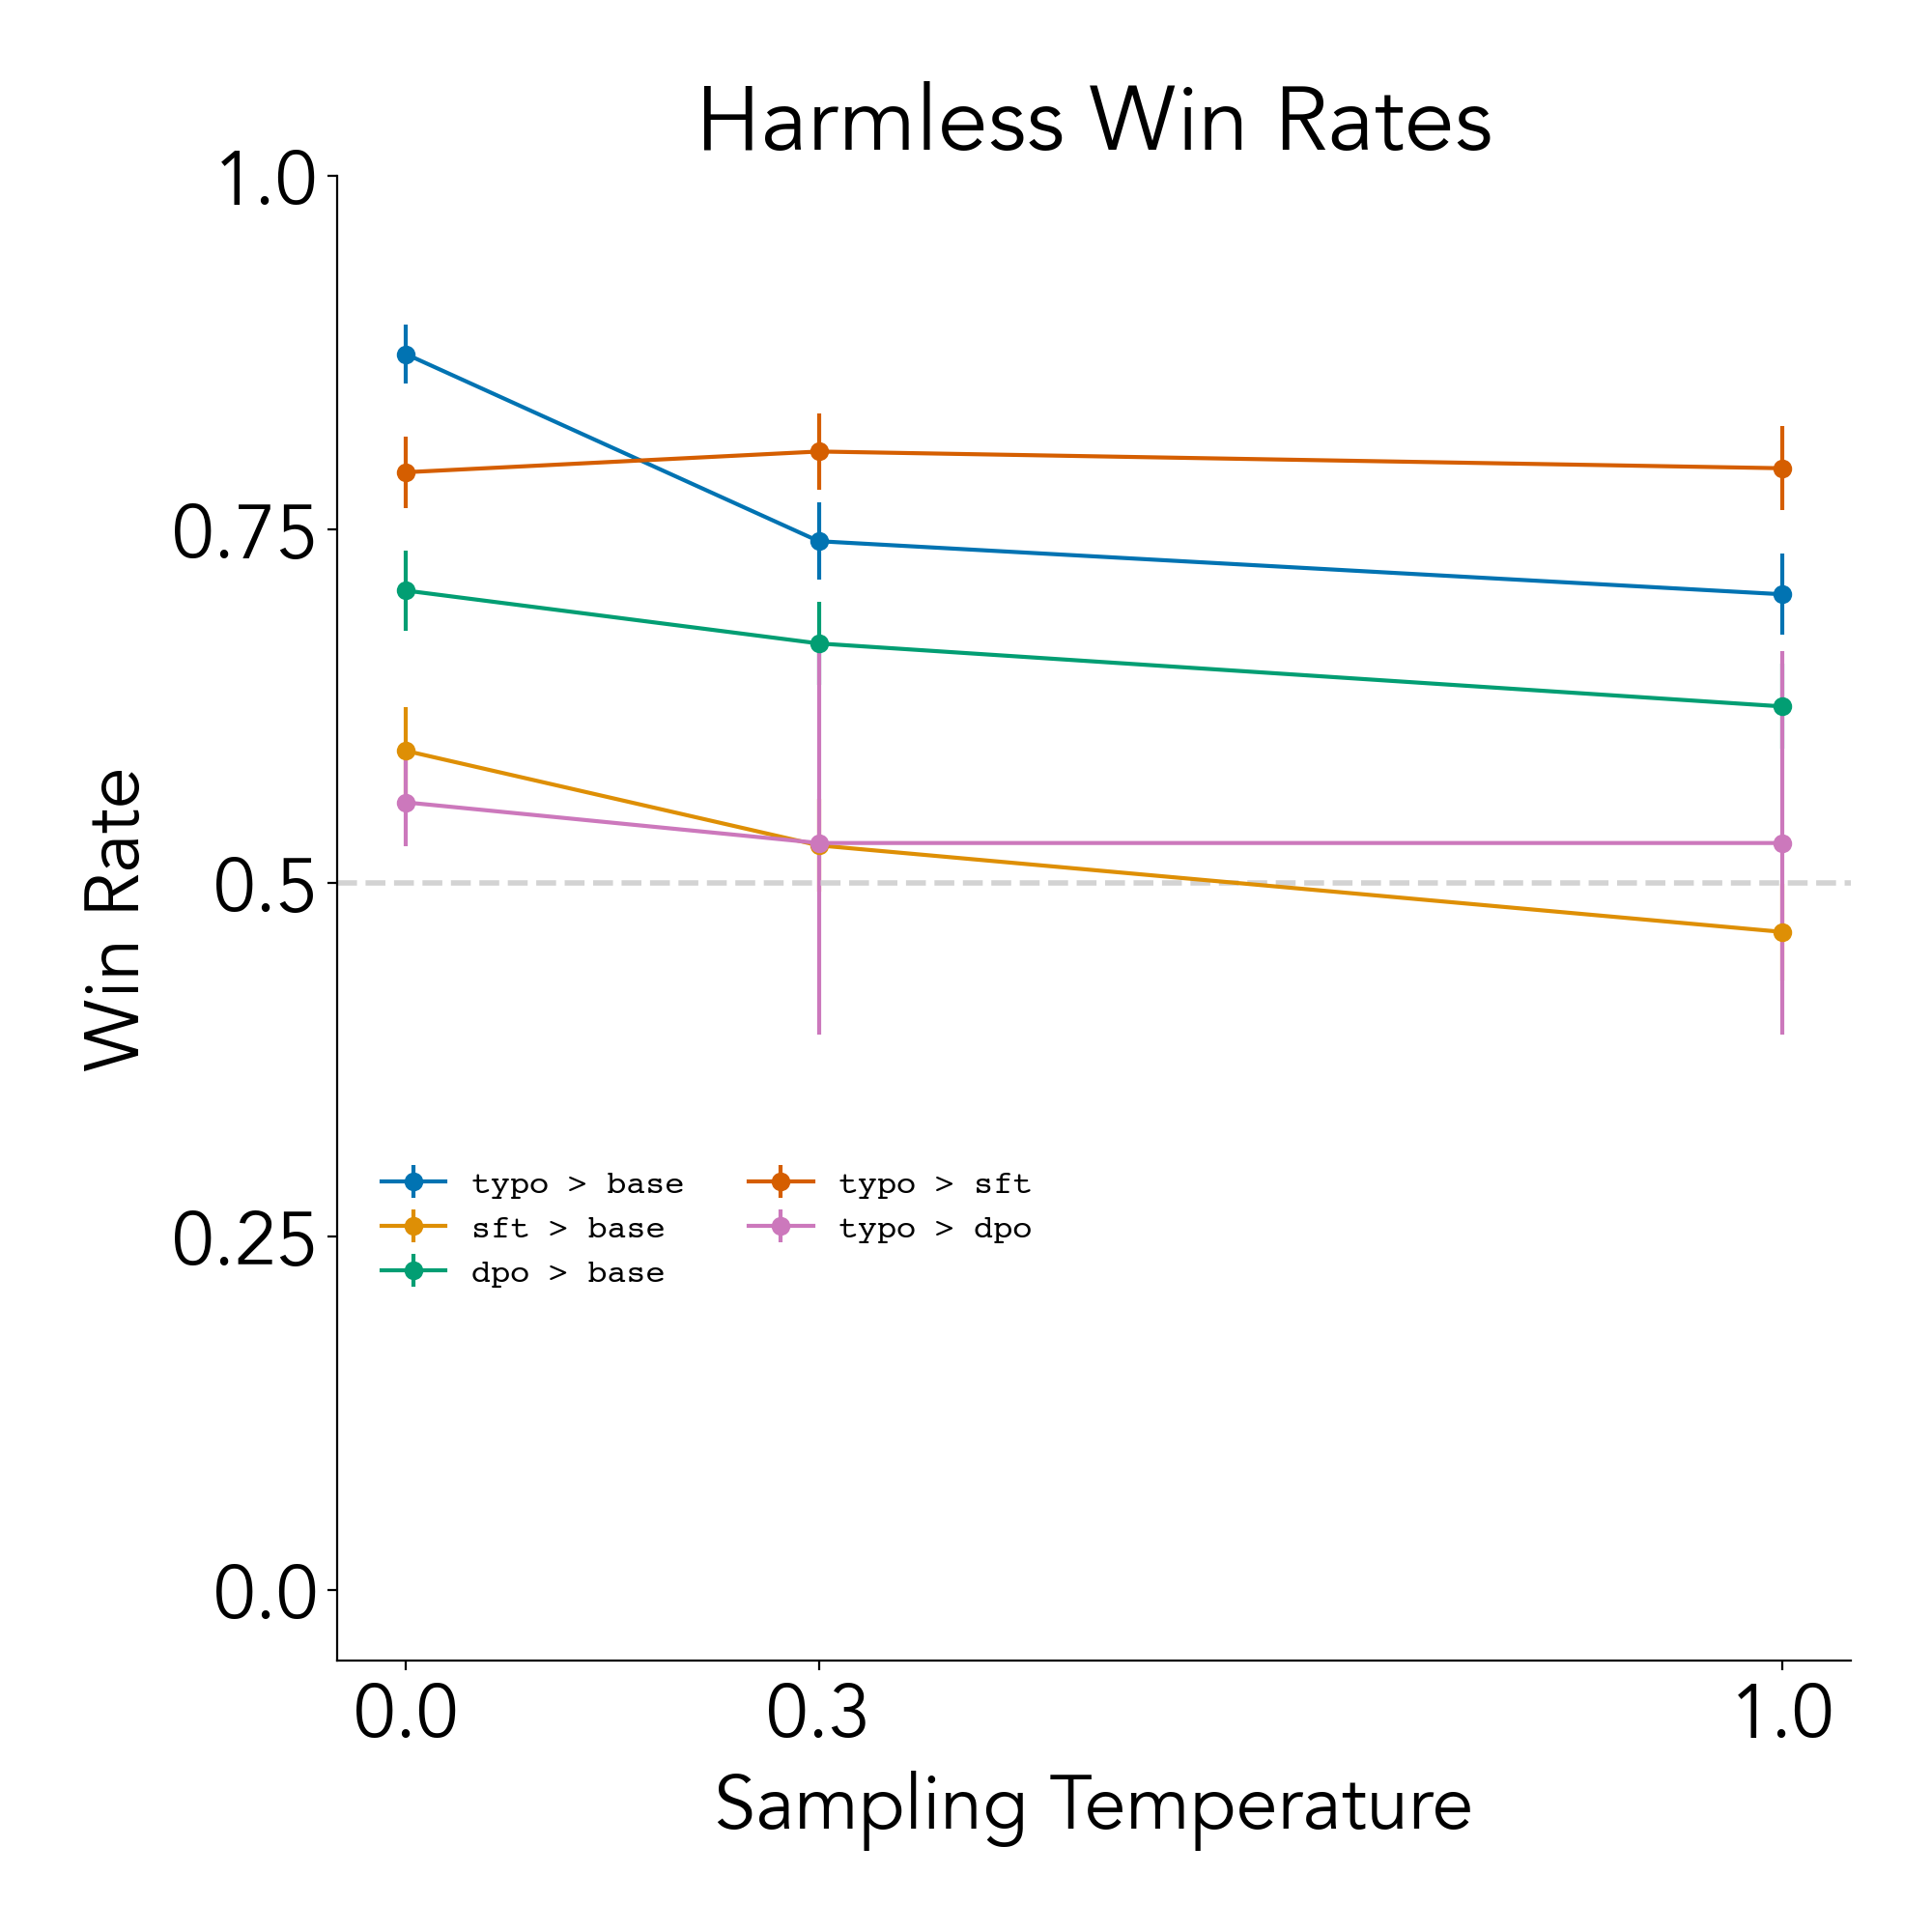 Harmless Win Rates
1.0
0.75
0.5
0.25
0.0
Win Rate
typo > base
sft > base
dpo > base
typo > sft
typo > dpo
0.0 0.3 1.0
Sampling Temperature